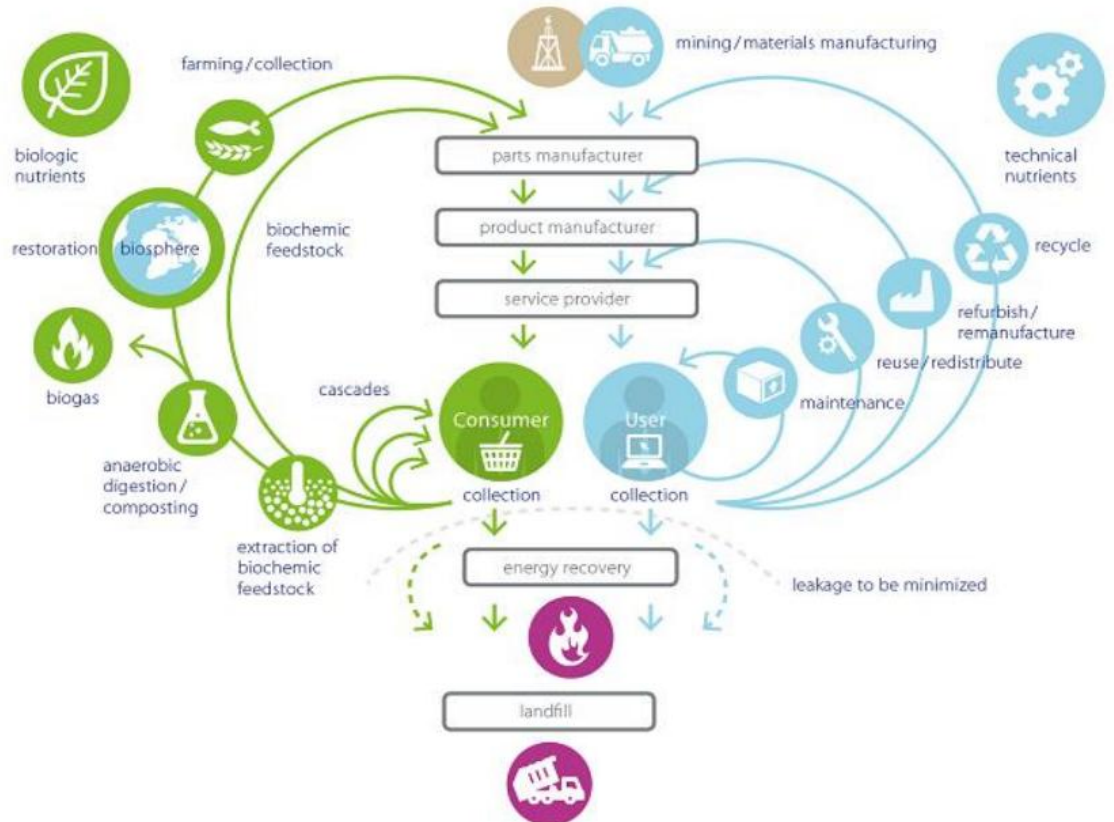 mining/materials manufacturing
farming/collection
biologic
nutrients
technical
nutrients
parts manufacturer
restoration
biosphere
biochemic
feedstock
product manufacturer
recycle
service provider
refurbish/
remanufacture
reuse/redistribute
biogas
cascades
maintenance
Consumer
User
anaerobic
digestion/
composting
collection
collection
extraction of
biochemic
feedstock
energy recovery
leakage to be minimized
landfill